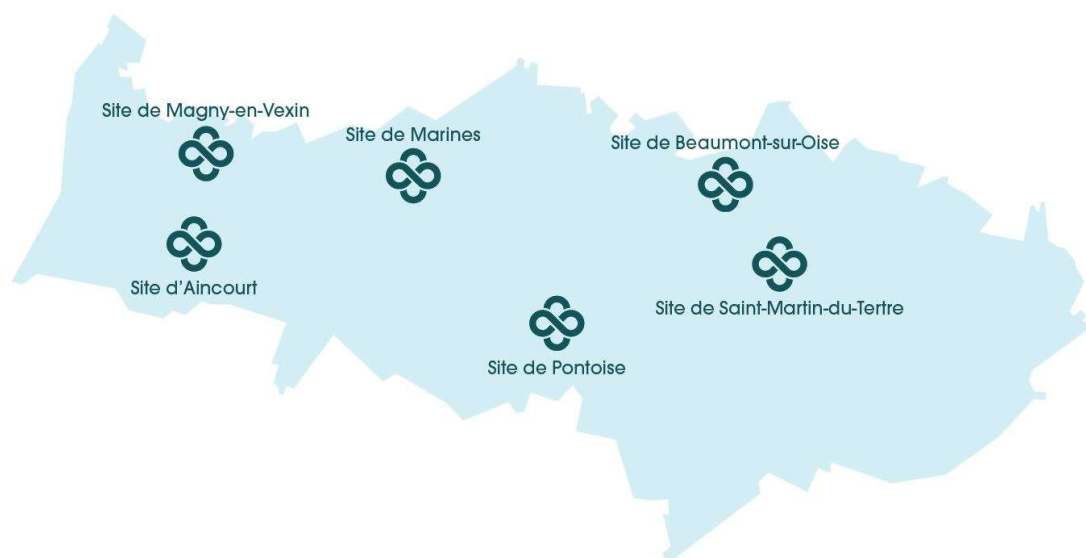 Site de Magny-en-Vexin
Site de Marines
Site de Beaumont-sur-Oise
Site d'Aincourt
Site de Saint-Martin-du-Tertre
Site de Pontoise